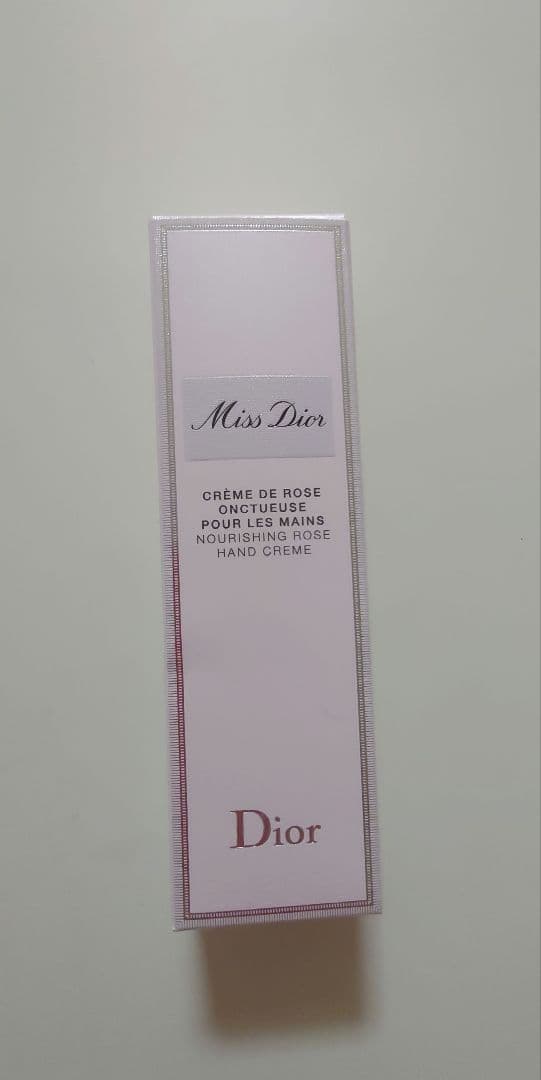 Miss Dior
CRÈME DE ROSE
ONCTUEUSE
POUR LES MAINS
NOURISHING ROSE
HAND CREME
Dior